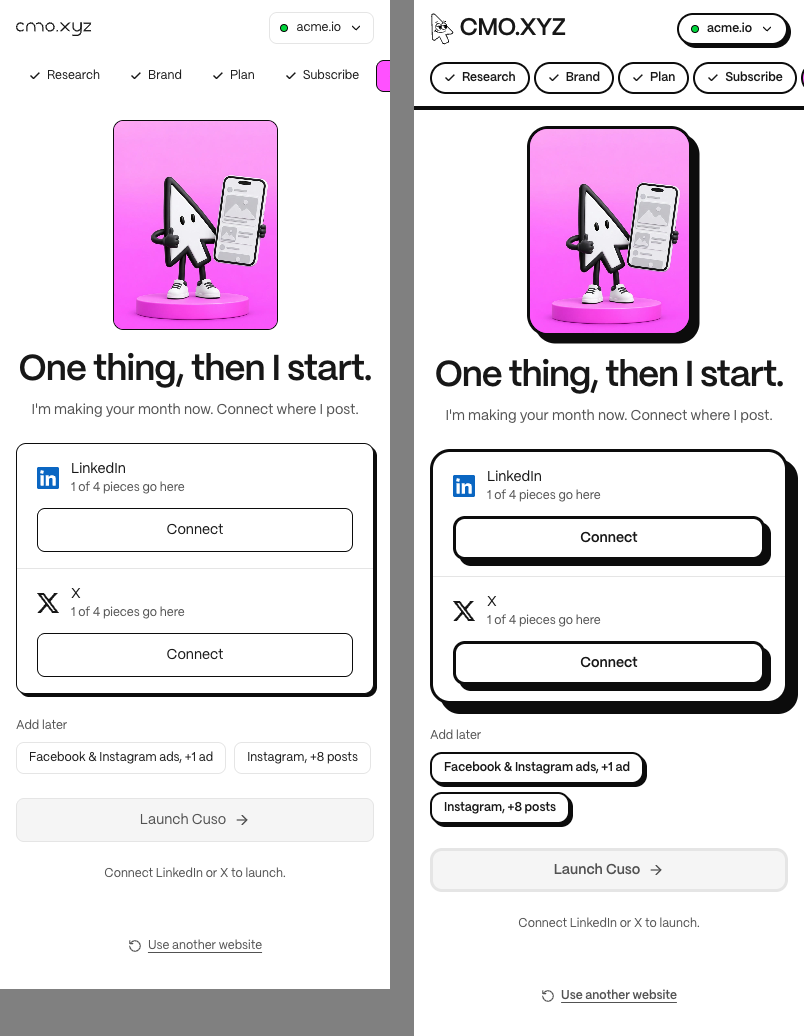 cmo.xyz
acme.io
Research
Brand
Plan
Subscribe
One thing, then I start.
I'm making your month now. Connect where I post.
LinkedIn
1 of 4 pieces go here
Connect
X
1 of 4 pieces go here
Connect
Add later
Facebook & Instagram ads, +1 ad
Instagram, +8 posts
Launch Cuso →
Connect LinkedIn or X to launch.
Use another website
CMO.XYZ
acme.io
Research
Brand
Plan
Subscribe
One thing, then I start.
I'm making your month now. Connect where I post.
LinkedIn
1 of 4 pieces go here
Connect
X
1 of 4 pieces go here
Connect
Add later
Facebook & Instagram ads, +1 ad
Instagram, +8 posts
Launch Cuso →
Connect LinkedIn or X to launch.
Use another website